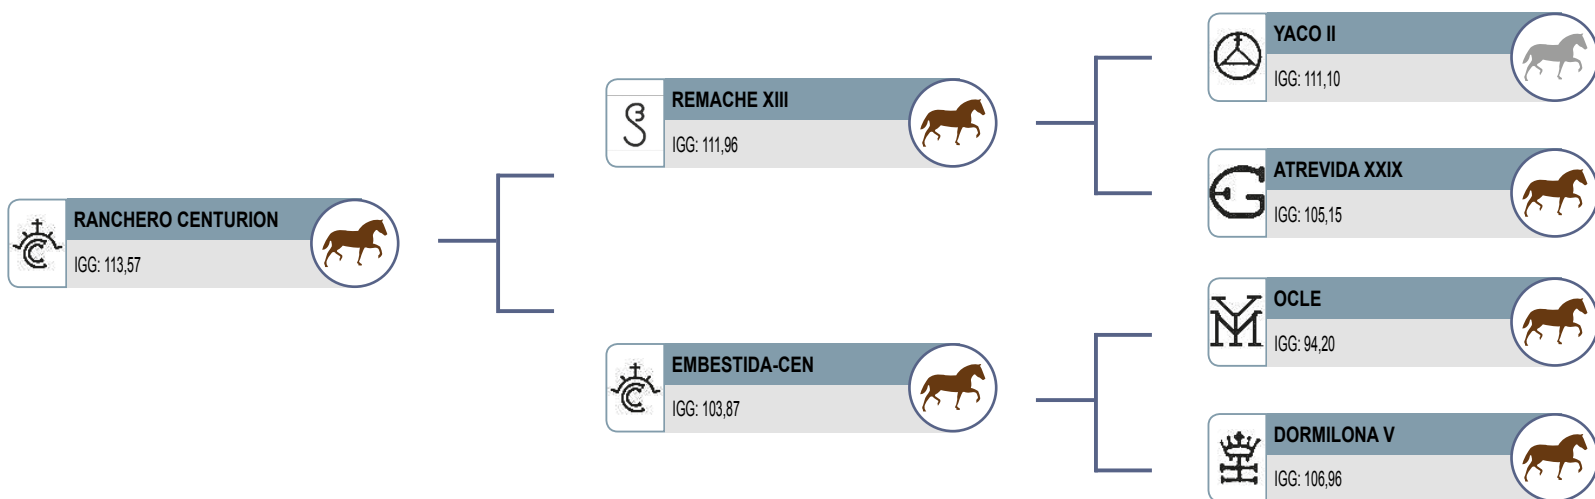 RANCHERO CENTURION
IGG: 113,57
REMACHE XIII
IGG: 111,96
EMBESTIDA-CEN
IGG: 103,87
YACO II
IGG: 111,10
ATREVIDA XXIX
IGG: 105,15
OCLE
IGG: 94,20
DORMILONA V
IGG: 106,96